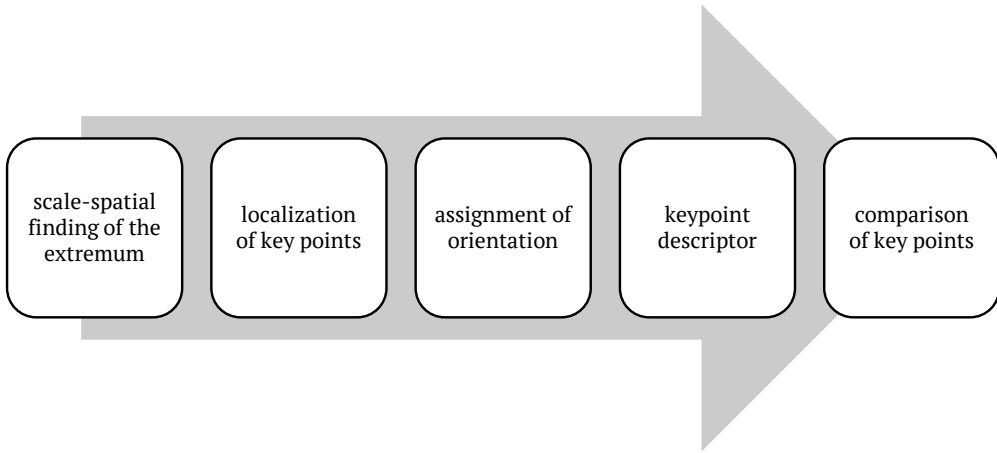 scale-spatial
finding of the
extremum
localization
of key points
assignment of
orientation
keypoint
descriptor
comparison
of key points